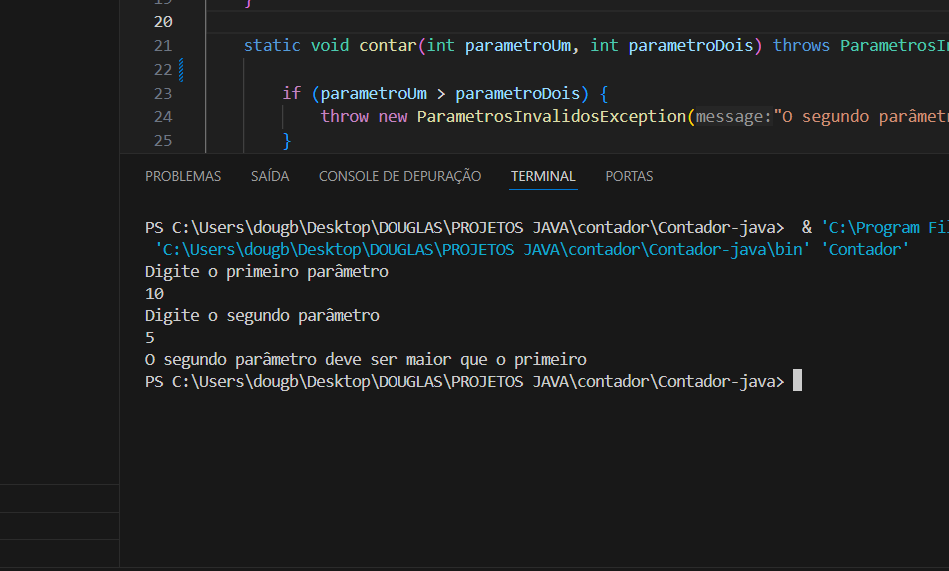 19 }
20
21 static void contar(int parametroUm, int parametroDois) throws ParametrosIn
22
23 if (parametroUm > parametroDois) {
24 throw new ParametrosInvalidosException(message:"O segundo parâmetr
25 }
PROBLEMAS SAÍDA CONSOLE DE DEPURAÇÃO TERMINAL PORTAS
PS C:\Users\dougb\Desktop\DOUGLAS\PROJETOS JAVA\contador\Contador-java> & 'C:\Program Fil
'C:\Users\dougb\Desktop\DOUGLAS\PROJETOS JAVA\contador\Contador-java\bin' 'Contador'
Digite o primeiro parâmetro
10
Digite o segundo parâmetro
5
O segundo parâmetro deve ser maior que o primeiro
PS C:\Users\dougb\Desktop\DOUGLAS\PROJETOS JAVA\contador\Contador-java>